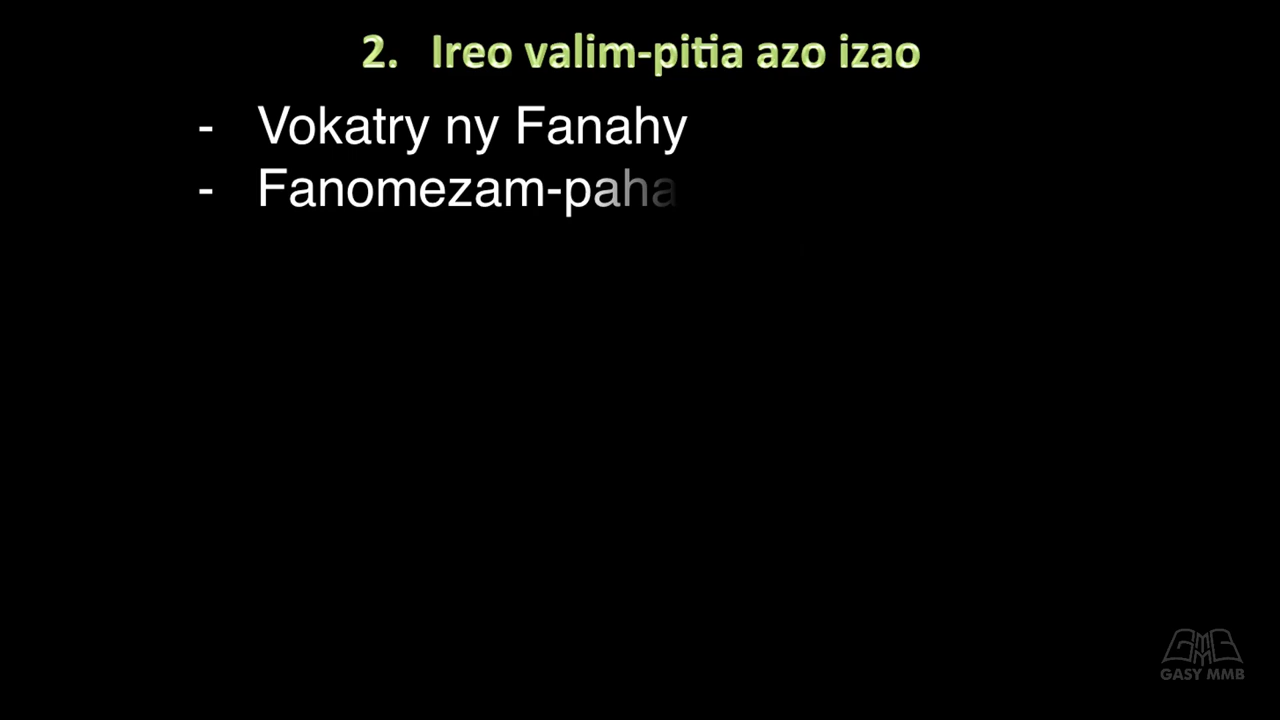 2. Ireo valim-pitia azo izao
- Vokatry ny Fanahy
- Fanomezam-paha
GASY MMB